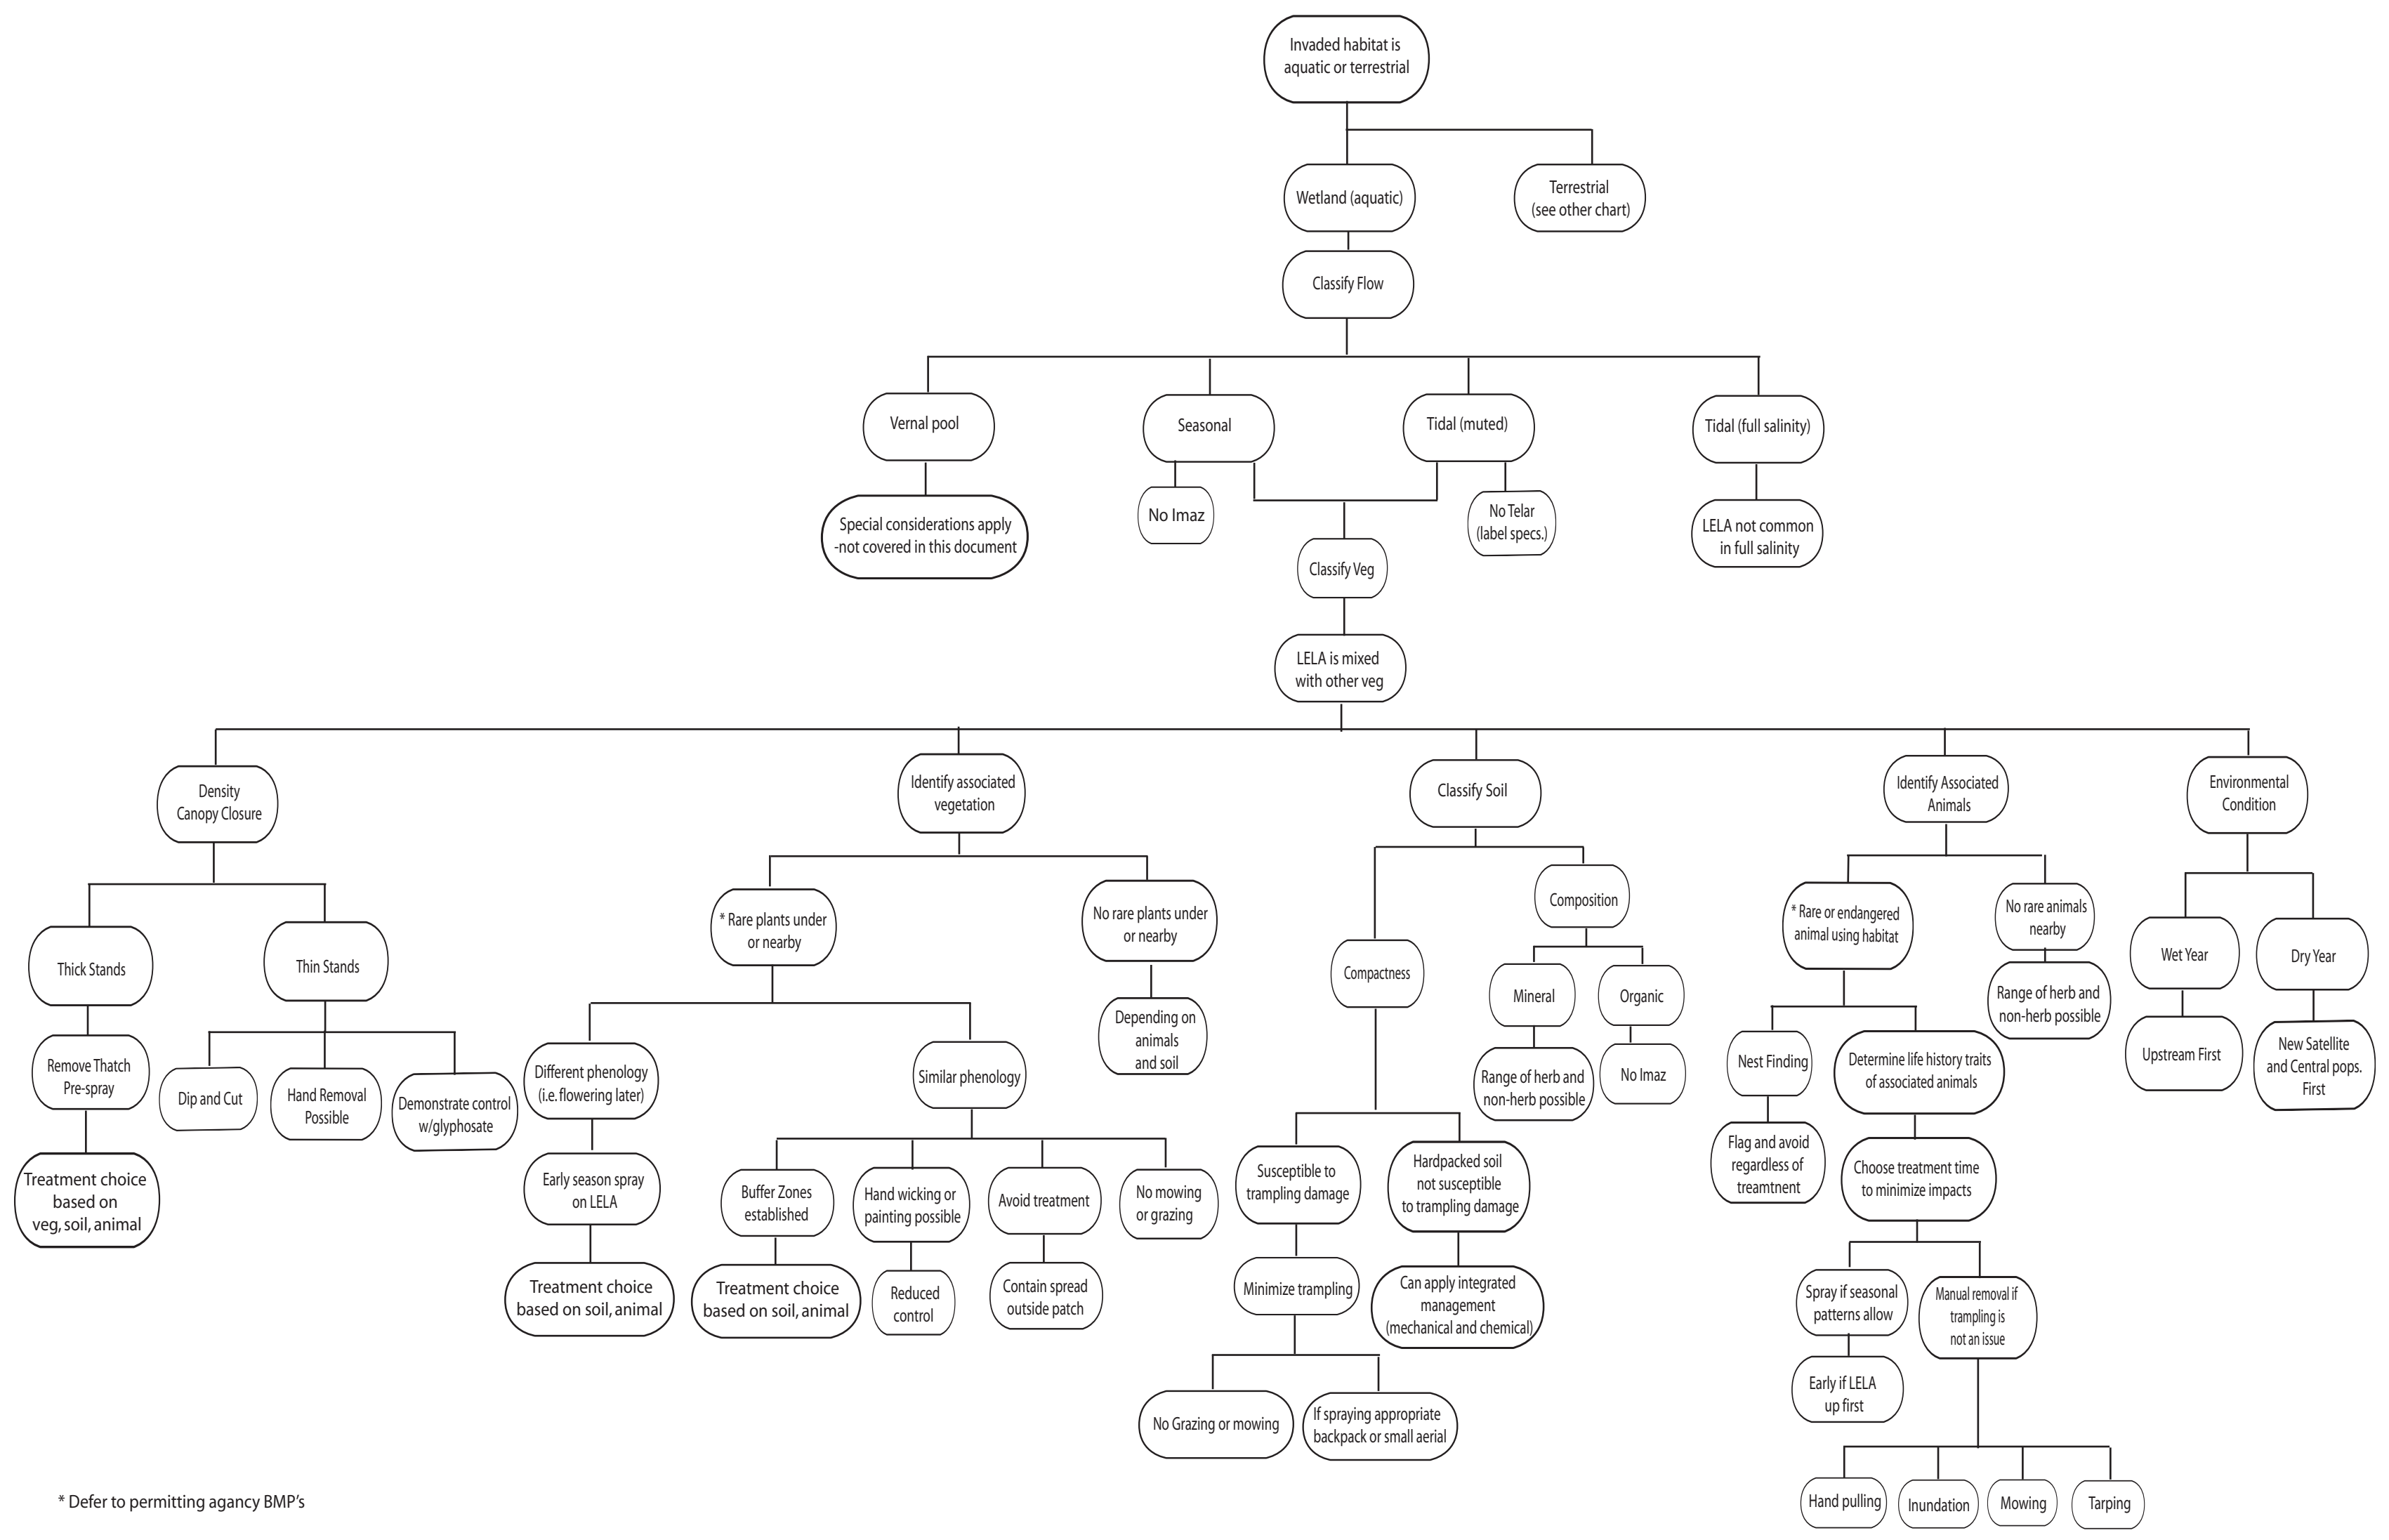 Invaded habitat is
aquatic or terrestrial
Wetland (aquatic)
Terrestrial
(see other chart)
Classify Flow
Vernal pool
Seasonal
Tidal (muted)
Tidal (full salinity)
Special considerations apply
-not covered in this document
No Imaz
No Telar
(label specs.)
LELA not common
in full salinity
Classify Veg
LELA is mixed
with other veg
Density
Canopy Closure
Identify associated
vegetation
Classify Soil
Identify Associated
Animals
Environmental
Condition
Thick Stands
Thin Stands
* Rare plants under
or nearby
No rare plants under
or nearby
Compactness
Composition
* Rare or endangered
animal using habitat
No rare animals
nearby
Wet Year
Dry Year
Remove Thatch
Pre-spray
Dip and Cut
Hand Removal
Possible
Demonstrate control
w/glyphosate
Different phenology
(i.e. flowering later)
Similar phenology
Depending on
animals
and soil
Mineral
Organic
Range of herb and
non-herb possible
No Imaz
Nest Finding
Determine life history traits
of associated animals
Range of herb and
non-herb possible
Upstream First
New Satellite
and Central pops.
First
Treatment choice
based on
veg, soil, animal
Early season spray
on LELA
Buffer Zones
established
Hand wicking or
painting possible
Avoid treatment
No mowing
or grazing
Susceptible to
trampling damage
Hardpacked soil
not susceptible
to trampling damage
Flag and avoid
regardless of
treamtnent
Choose treatment time
to minimize impacts
Treatment choice
based on soil, animal
Treatment choice
based on soil, animal
Reduced
control
Contain spread
outside patch
Minimize trampling
Can apply integrated
management
(mechanical and chemical)
Spray if seasonal
patterns allow
Manual removal if
trampling is
not an issue
No Grazing or mowing
If spraying appropriate
backpack or small aerial
Early if LELA
up first
Hand pulling
Inundation
Mowing
Tarping
* Defer to permitting agancy BMP's